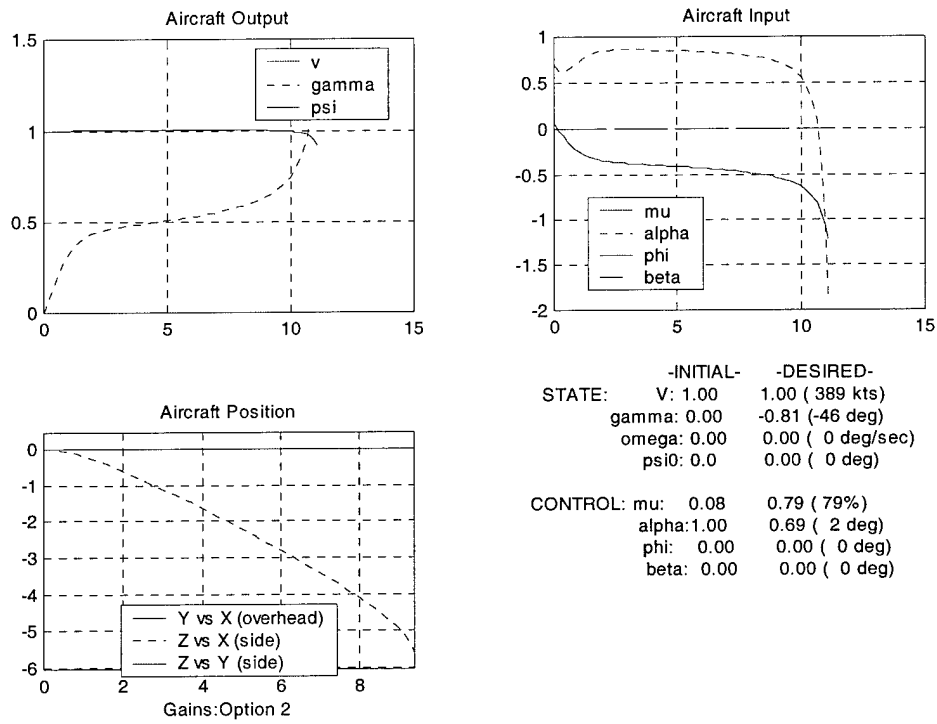 Aircraft Output
1.5
1
0.5
0
0 5 10 15
v
gamma
psi
Aircraft Input
1
0.5
0
-0.5
-1
-1.5
-2
0 5 10 15
mu
alpha
phi
beta
Aircraft Position
0
-1
-2
-3
-4
-5
-6
0 2 4 6 8
Y vs X (overhead)
Z vs X (side)
Z vs Y (side)
Gains:Option 2
-INITIAL- -DESIRED-
STATE: V: 1.00 1.00 ( 389 kts)
gamma: 0.00 -0.81 (-46 deg)
omega: 0.00 0.00 ( 0 deg/sec)
psi0: 0.0 0.00 ( 0 deg)
CONTROL: mu: 0.08 0.79 ( 79%)
alpha:1.00 0.69 ( 2 deg)
phi: 0.00 0.00 ( 0 deg)
beta: 0.00 0.00 ( 0 deg)